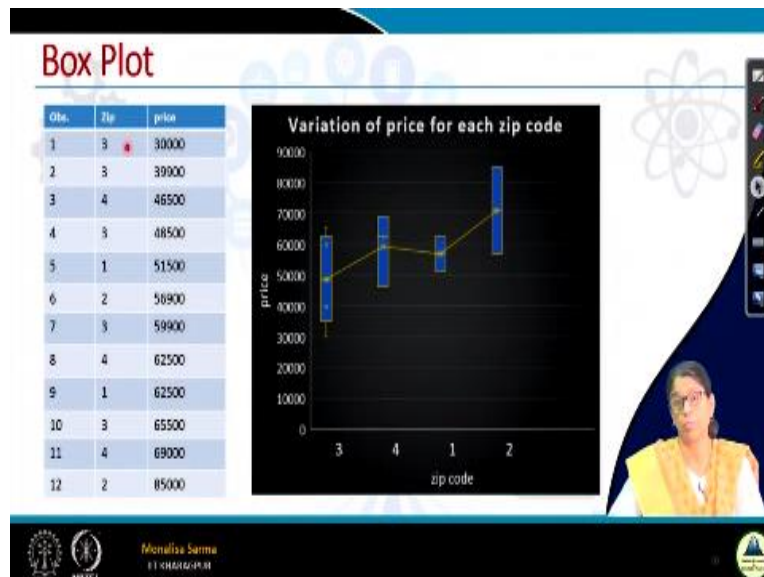 Box Plot
Obs. Zip price
1 3 30000
2 3 39900
3 4 46500
4 3 48500
5 1 51500
6 2 56900
7 3 59900
8 4 62500
9 1 62500
10 3 65500
11 4 69000
12 2 85000
Variation of price for each zip code
90000
80000
70000
60000
50000
40000
30000
20000
10000
0
price
3 4 1 2
zip code
Monalisa Sarma
IIT KHARAGPUR